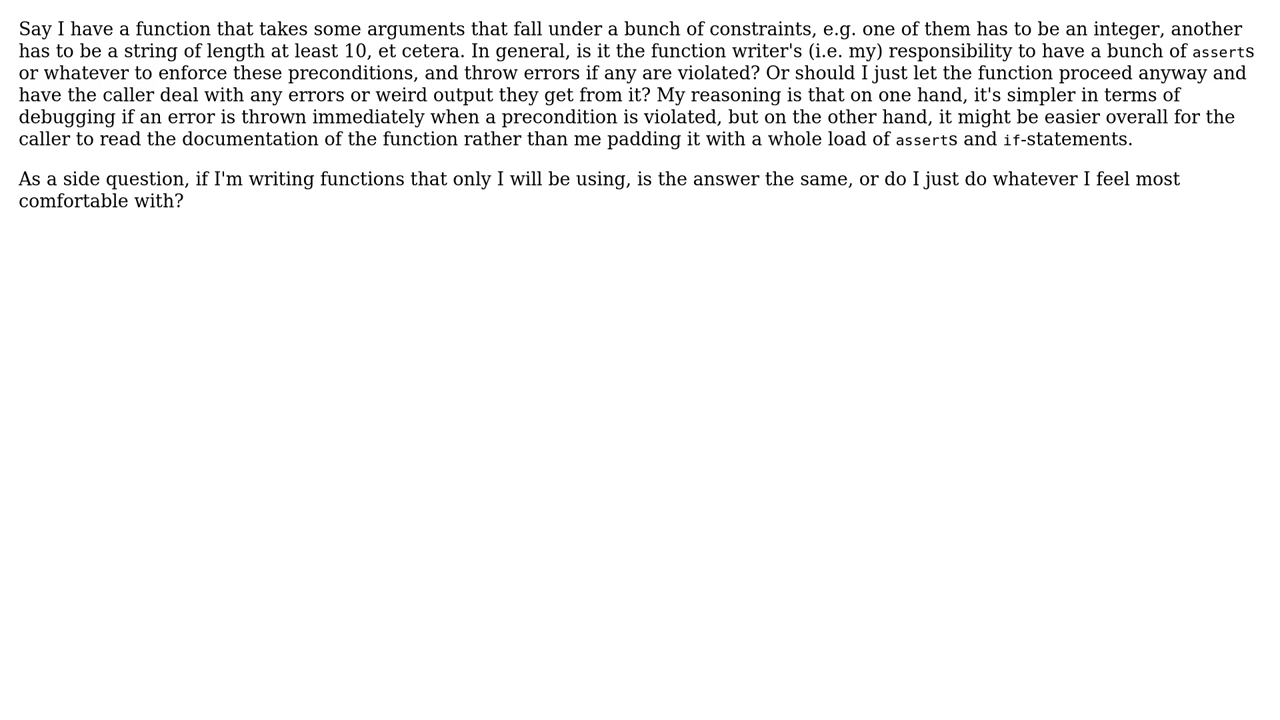 Say I have a function that takes some arguments that fall under a bunch of constraints, e.g. one of them has to be an integer, another
has to be a string of length at least 10, et cetera. In general, is it the function writer's (i.e. my) responsibility to have a bunch of asserts
or whatever to enforce these preconditions, and throw errors if any are violated? Or should I just let the function proceed anyway and
have the caller deal with any errors or weird output they get from it? My reasoning is that on one hand, it's simpler in terms of
debugging if an error is thrown immediately when a precondition is violated, but on the other hand, it might be easier overall for the
caller to read the documentation of the function rather than me padding it with a whole load of asserts and if-statements.
As a side question, if I'm writing functions that only I will be using, is the answer the same, or do I just do whatever I feel most
comfortable with?